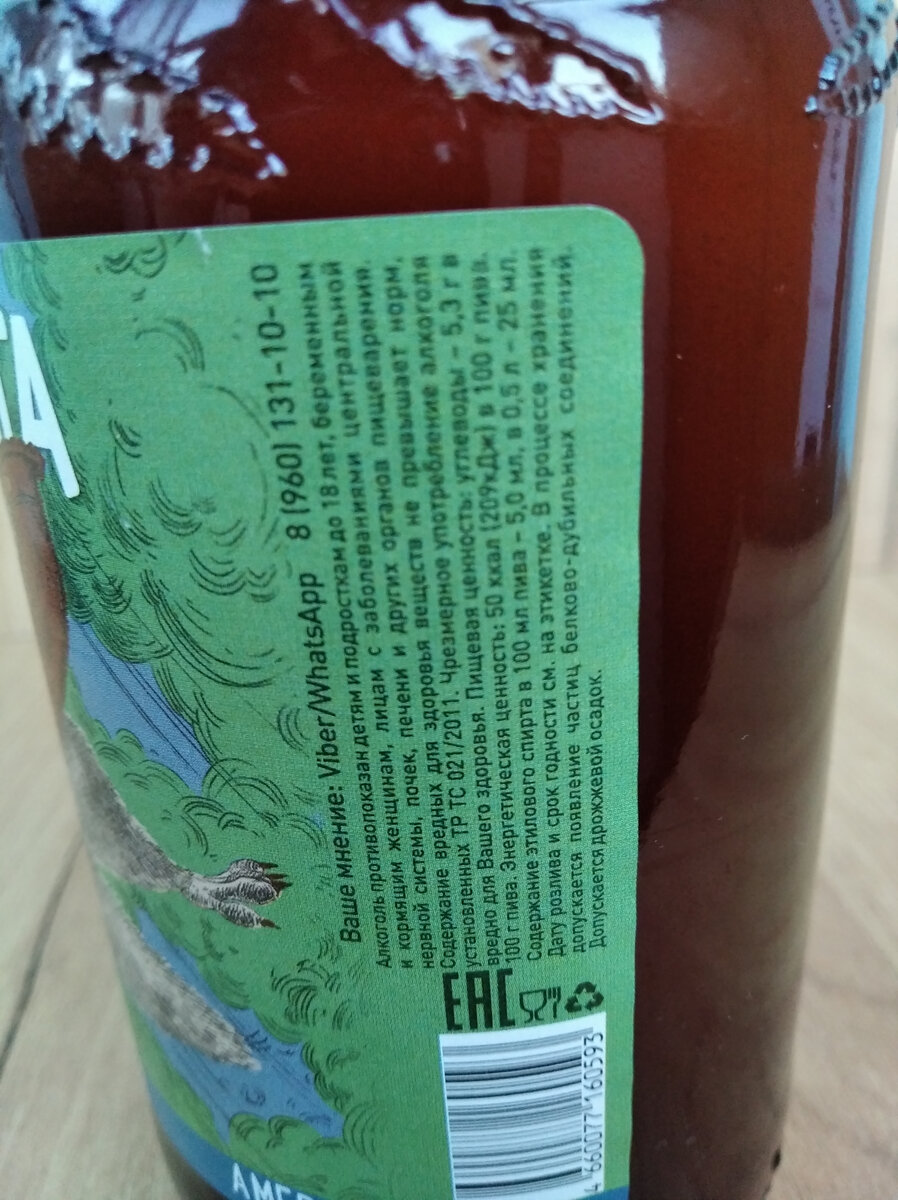 Ваше мнение: Viber/WhatsApp 8 (960) 131-10-10
Алкоголь противопоказан детям и подросткам до 18 лет, беременным
и кормящим женщинам, лицам с заболеваниями центральной
нервной системы, почек, печени и других органов пищеварения.
Содержание вредных для здоровья веществ не превышает норм,
установленных ТР ТС 021/2011. Чрезмерное употребление алкоголя
вредно для Вашего здоровья. Пищевая ценность: углеводы – 5,3 г в
100 г пива. Энергетическая ценность: 50 ккал (209кДж) в 100 г пива.
Содержание этилового спирта в 100 мл пива – 5,0 мл, в 0,5 л – 25 мл.
Дату розлива и срок годности см. на этикетке. В процессе хранения
допускается появление частиц белково-дубильных соединений.
Допускается дрожжевой осадок.
EAC
4 660077 160593